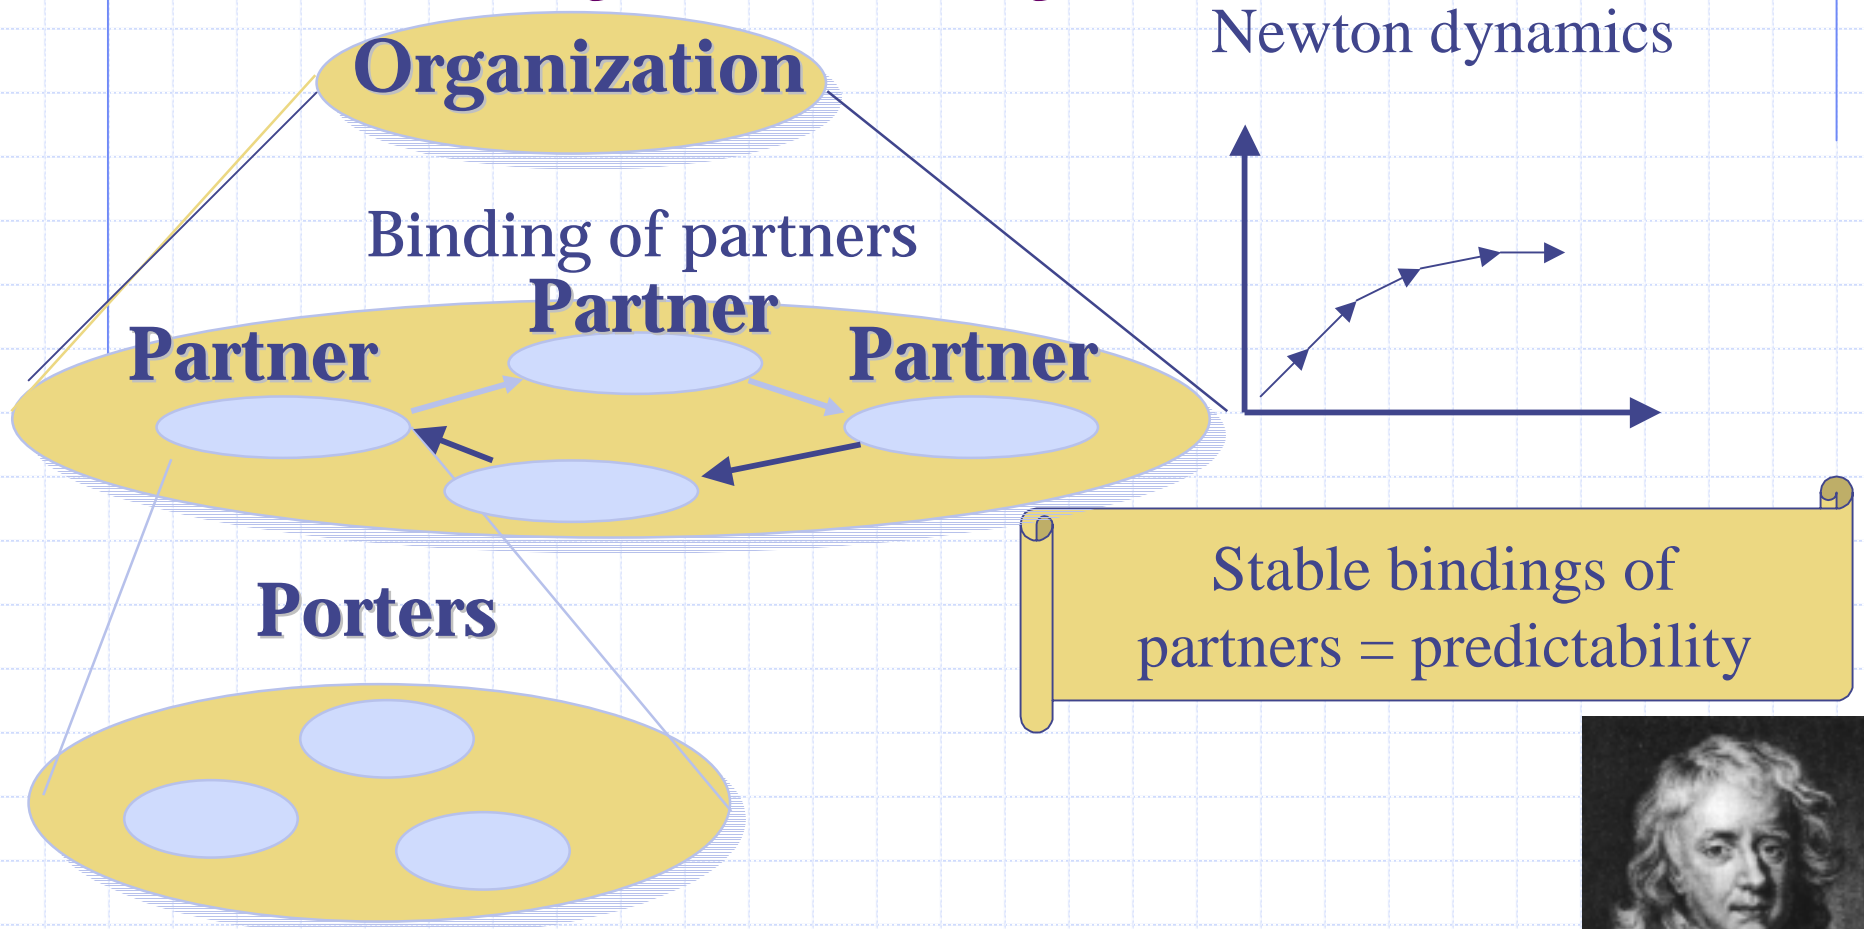 Organization
Newton dynamics
Binding of partners
Partner
Partner
Partner
Porters
Stable bindings of
partners = predictability